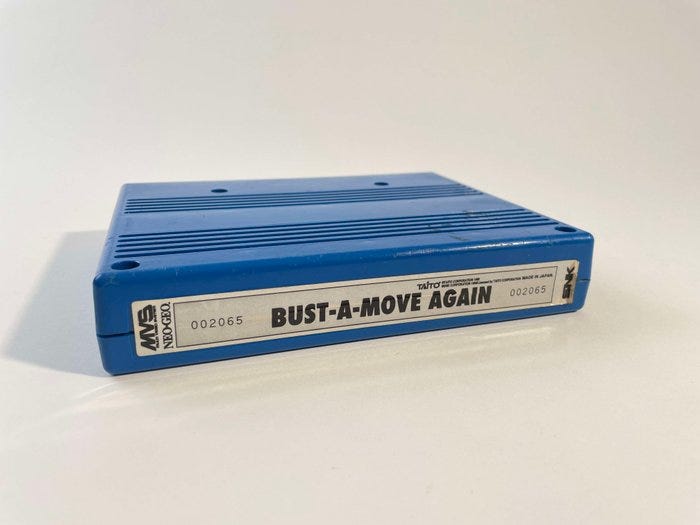 MVS
NEO·GEO.
002065
BUST-A-MOVE AGAIN
TAITO
MADE IN JAPAN
002065
SNK